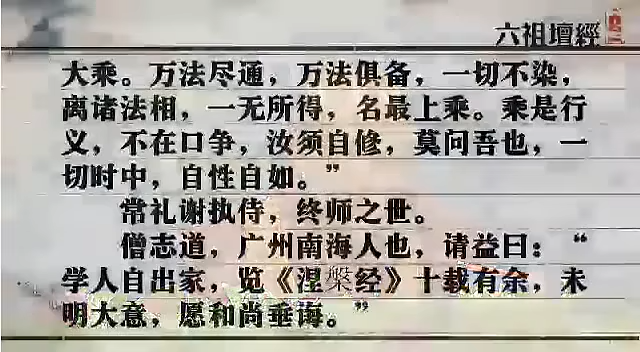 六祖壇經
大乘。万法尽通，万法俱备，一切不染，
离诸法相，一无所得，名最上乘。乘是行
义，不在口争，汝须自修，莫问吾也，一
切时中，自性自如。”
常礼谢执侍，终师之世。
僧志道，广州南海人也，请益曰：“
学人自出家，览《涅槃经》十载有余，未
明大意，愿和尚垂诲。”